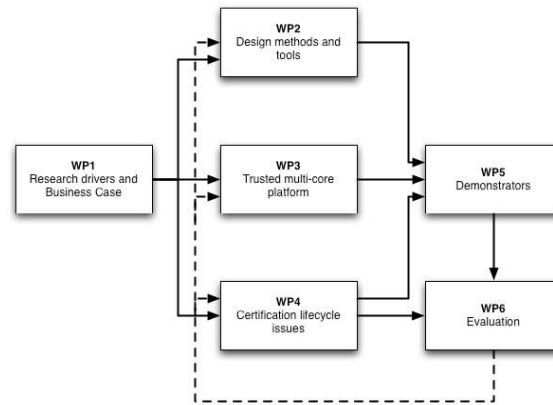 WP2
Design methods and
tools
WP1
Research drivers and
Business Case
WP3
Trusted multi-core
platform
WP5
Demonstrators
WP4
Certification lifecycle
issues
WP6
Evaluation